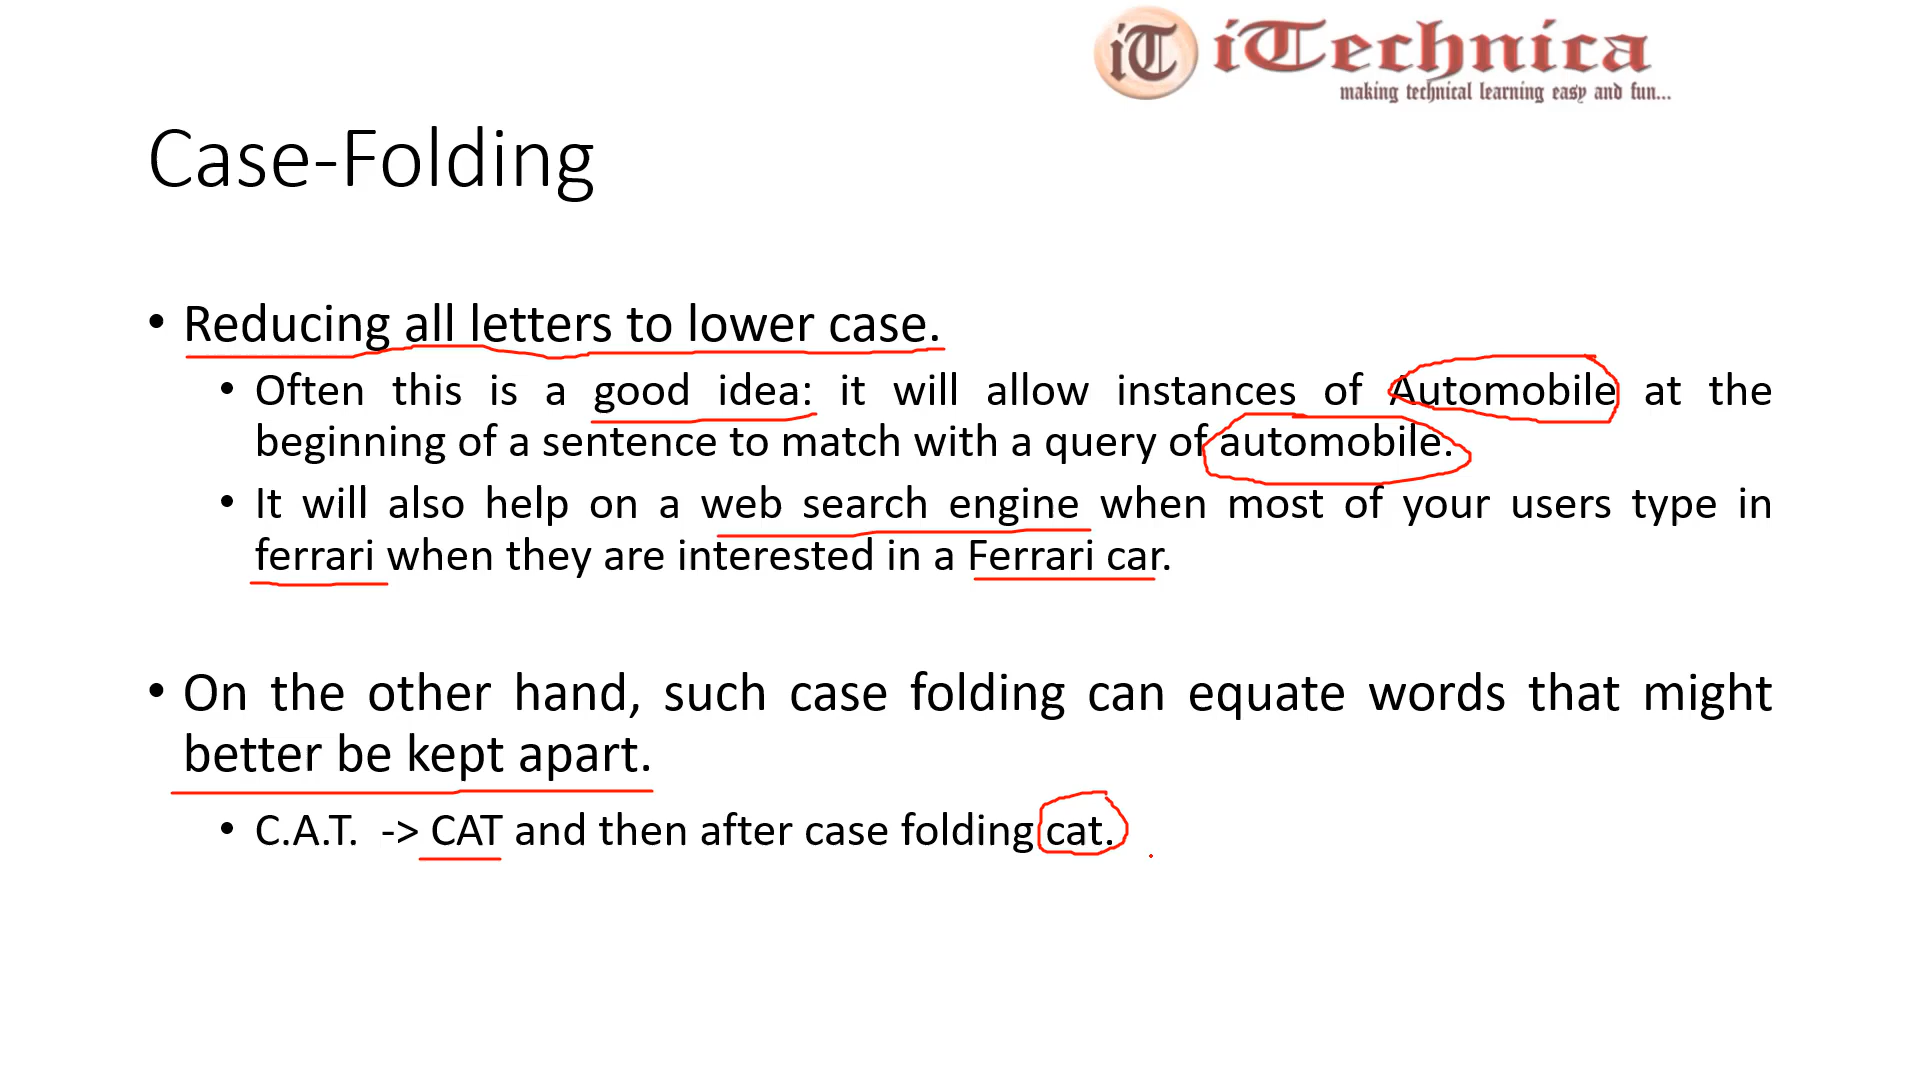 iT iTechnica
making technical learning easy and fun...
Case-Folding
• Reducing all letters to lower case.
• Often this is a good idea: it will allow instances of Automobile at the
beginning of a sentence to match with a query of automobile.
• It will also help on a web search engine when most of your users type in
ferrari when they are interested in a Ferrari car.
• On the other hand, such case folding can equate words that might
better be kept apart.
• C.A.T. -> CAT and then after case folding cat.